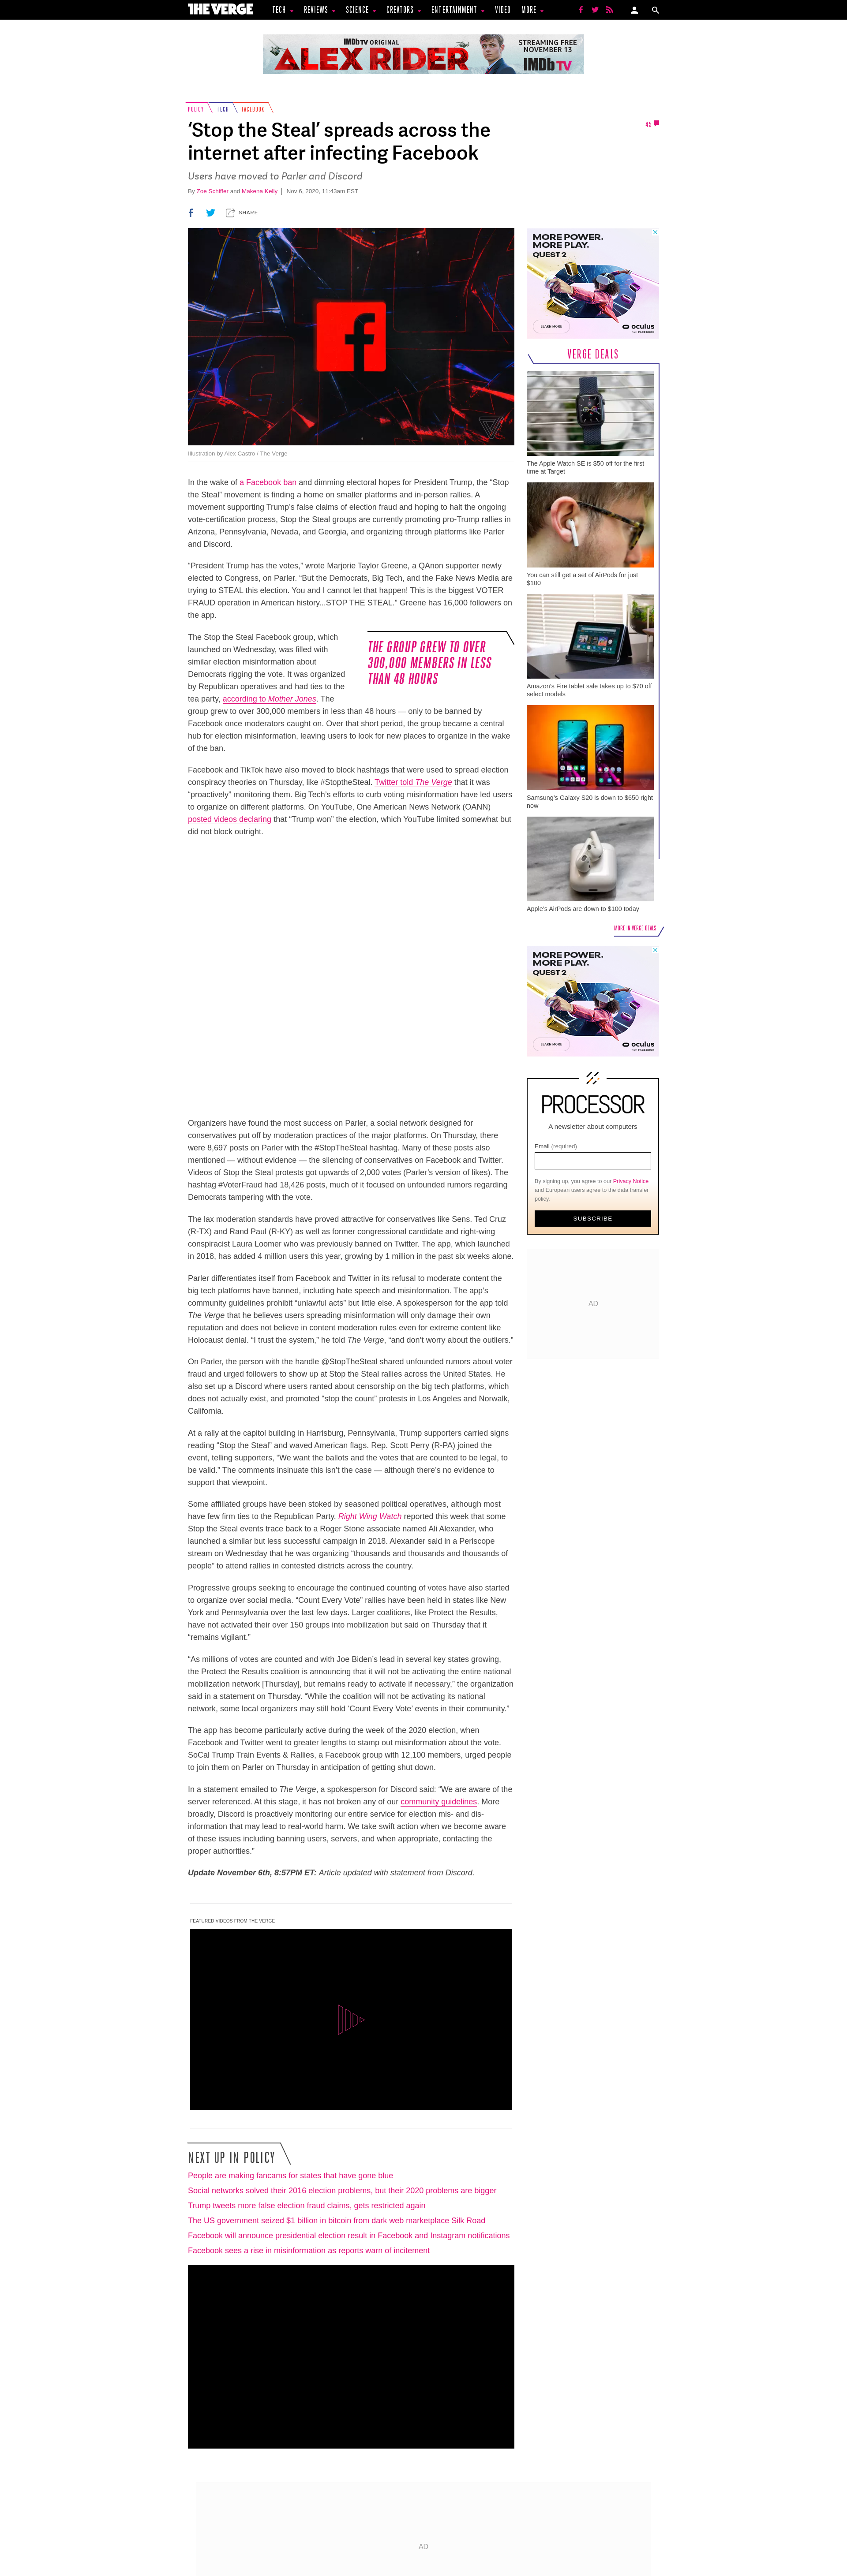 THE VERGE
TECH
REVIEWS
SCIENCE
CREATORS
ENTERTAINMENT
VIDEO
MORE
IMDb TV ORIGINAL
ALEX RIDER
STREAMING FREE
NOVEMBER 13
IMDb TV
POLICY
TECH
FACEBOOK
‘Stop the Steal’ spreads across the
internet after infecting Facebook
45
Users have moved to Parler and Discord
By Zoe Schiffer and Makena Kelly | Nov 6, 2020, 11:43am EST
SHARE
Illustration by Alex Castro / The Verge
In the wake of a Facebook ban and dimming electoral hopes for President Trump, the “Stop
the Steal” movement is finding a home on smaller platforms and in-person rallies. A
movement supporting Trump’s false claims of election fraud and hoping to halt the ongoing
vote-certification process, Stop the Steal groups are currently promoting pro-Trump rallies in
Arizona, Pennsylvania, Nevada, and Georgia, and organizing through platforms like Parler
and Discord.
“President Trump has the votes,” wrote Marjorie Taylor Greene, a QAnon supporter newly
elected to Congress, on Parler. “But the Democrats, Big Tech, and the Fake News Media are
trying to STEAL this election. You and I cannot let that happen! This is the biggest VOTER
FRAUD operation in American history...STOP THE STEAL.” Greene has 16,000 followers on
the app.
THE GROUP GREW TO OVER
300,000 MEMBERS IN LESS
THAN 48 HOURS
The Stop the Steal Facebook group, which
launched on Wednesday, was filled with
similar election misinformation about
Democrats rigging the vote. It was organized
by Republican operatives and had ties to the
tea party, according to Mother Jones. The
group grew to over 300,000 members in less than 48 hours — only to be banned by
Facebook once moderators caught on. Over that short period, the group became a central
hub for election misinformation, leaving users to look for new places to organize in the wake
of the ban.
Facebook and TikTok have also moved to block hashtags that were used to spread election
conspiracy theories on Thursday, like #StoptheSteal. Twitter told The Verge that it was
“proactively” monitoring them. Big Tech’s efforts to curb voting misinformation have led users
to organize on different platforms. On YouTube, One American News Network (OANN)
posted videos declaring that “Trump won” the election, which YouTube limited somewhat but
did not block outright.
Organizers have found the most success on Parler, a social network designed for
conservatives put off by moderation practices of the major platforms. On Thursday, there
were 8,697 posts on Parler with the #StopTheSteal hashtag. Many of these posts also
mentioned — without evidence — the silencing of conservatives on Facebook and Twitter.
Videos of Stop the Steal protests got upwards of 2,000 votes (Parler’s version of likes). The
hashtag #VoterFraud had 18,426 posts, much of it focused on unfounded rumors regarding
Democrats tampering with the vote.
The lax moderation standards have proved attractive for conservatives like Sens. Ted Cruz
(R-TX) and Rand Paul (R-KY) as well as former congressional candidate and right-wing
conspiracist Laura Loomer who was previously banned on Twitter. The app, which launched
in 2018, has added 4 million users this year, growing by 1 million in the past six weeks alone.
Parler differentiates itself from Facebook and Twitter in its refusal to moderate content the
big tech platforms have banned, including hate speech and misinformation. The app’s
community guidelines prohibit “unlawful acts” but little else. A spokesperson for the app told
The Verge that he believes users spreading misinformation will only damage their own
reputation and does not believe in content moderation rules even for extreme content like
Holocaust denial. “I trust the system,” he told The Verge, “and don’t worry about the outliers.”
On Parler, the person with the handle @StopTheSteal shared unfounded rumors about voter
fraud and urged followers to show up at Stop the Steal rallies across the United States. He
also set up a Discord where users ranted about censorship on the big tech platforms, which
does not actually exist, and promoted “stop the count” protests in Los Angeles and Norwalk,
California.
At a rally at the capitol building in Harrisburg, Pennsylvania, Trump supporters carried signs
reading “Stop the Steal” and waved American flags. Rep. Scott Perry (R-PA) joined the
event, telling supporters, “We want the ballots and the votes that are counted to be legal, to
be valid.” The comments insinuate this isn’t the case — although there’s no evidence to
support that viewpoint.
Some affiliated groups have been stoked by seasoned political operatives, although most
have few firm ties to the Republican Party. Right Wing Watch reported this week that some
Stop the Steal events trace back to a Roger Stone associate named Ali Alexander, who
launched a similar but less successful campaign in 2018. Alexander said in a Periscope
stream on Wednesday that he was organizing “thousands and thousands and thousands of
people” to attend rallies in contested districts across the country.
Progressive groups seeking to encourage the continued counting of votes have also started
to organize over social media. “Count Every Vote” rallies have been held in states like New
York and Pennsylvania over the last few days. Larger coalitions, like Protect the Results,
have not activated their over 150 groups into mobilization but said on Thursday that it
“remains vigilant.”
“As millions of votes are counted and with Joe Biden’s lead in several key states growing,
the Protect the Results coalition is announcing that it will not be activating the entire national
mobilization network [Thursday], but remains ready to activate if necessary,” the organization
said in a statement on Thursday. “While the coalition will not be activating its national
network, some local organizers may still hold ‘Count Every Vote’ events in their community.”
The app has become particularly active during the week of the 2020 election, when
Facebook and Twitter went to greater lengths to stamp out misinformation about the vote.
SoCal Trump Train Events & Rallies, a Facebook group with 12,100 members, urged people
to join them on Parler on Thursday in anticipation of getting shut down.
In a statement emailed to The Verge, a spokesperson for Discord said: “We are aware of the
server referenced. At this stage, it has not broken any of our community guidelines. More
broadly, Discord is proactively monitoring our entire service for election mis- and dis-
information that may lead to real-world harm. We take swift action when we become aware
of these issues including banning users, servers, and when appropriate, contacting the
proper authorities.”
Update November 6th, 8:57PM ET: Article updated with statement from Discord.
FEATURED VIDEOS FROM THE VERGE
NEXT UP IN POLICY
People are making fancams for states that have gone blue
Social networks solved their 2016 election problems, but their 2020 problems are bigger
Trump tweets more false election fraud claims, gets restricted again
The US government seized $1 billion in bitcoin from dark web marketplace Silk Road
Facebook will announce presidential election result in Facebook and Instagram notifications
Facebook sees a rise in misinformation as reports warn of incitement
MORE POWER.
MORE PLAY.
QUEST 2
LEARN MORE
oculus
from FACEBOOK
VERGE DEALS
The Apple Watch SE is $50 off for the first
time at Target
You can still get a set of AirPods for just
$100
Amazon’s Fire tablet sale takes up to $70 off
select models
Samsung’s Galaxy S20 is down to $650 right
now
Apple’s AirPods are down to $100 today
MORE IN VERGE DEALS
MORE POWER.
MORE PLAY.
QUEST 2
LEARN MORE
oculus
from FACEBOOK
PROCESSOR
A newsletter about computers
Email (required)
By signing up, you agree to our Privacy Notice
and European users agree to the data transfer
policy.
SUBSCRIBE
AD
AD